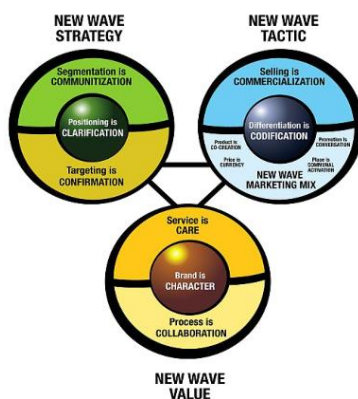 NEW WAVE
STRATEGY
Segmentation is
COMMUNITIZATION
Positioning is
CLARIFICATION
Targeting is
CONFIRMATION
NEW WAVE
TACTIC
Selling is
COMMERCIALIZATION
Differentiation is
CODIFICATION
Product is
CO-CREATION
Promotion is
CONVERSATION
Price is
CURRENCY
Place is
COMMUNAL
ACTIVATION
NEW WAVE
MARKETING MIX
Service is
CARE
Brand is
CHARACTER
Process is
COLLABORATION
NEW WAVE
VALUE